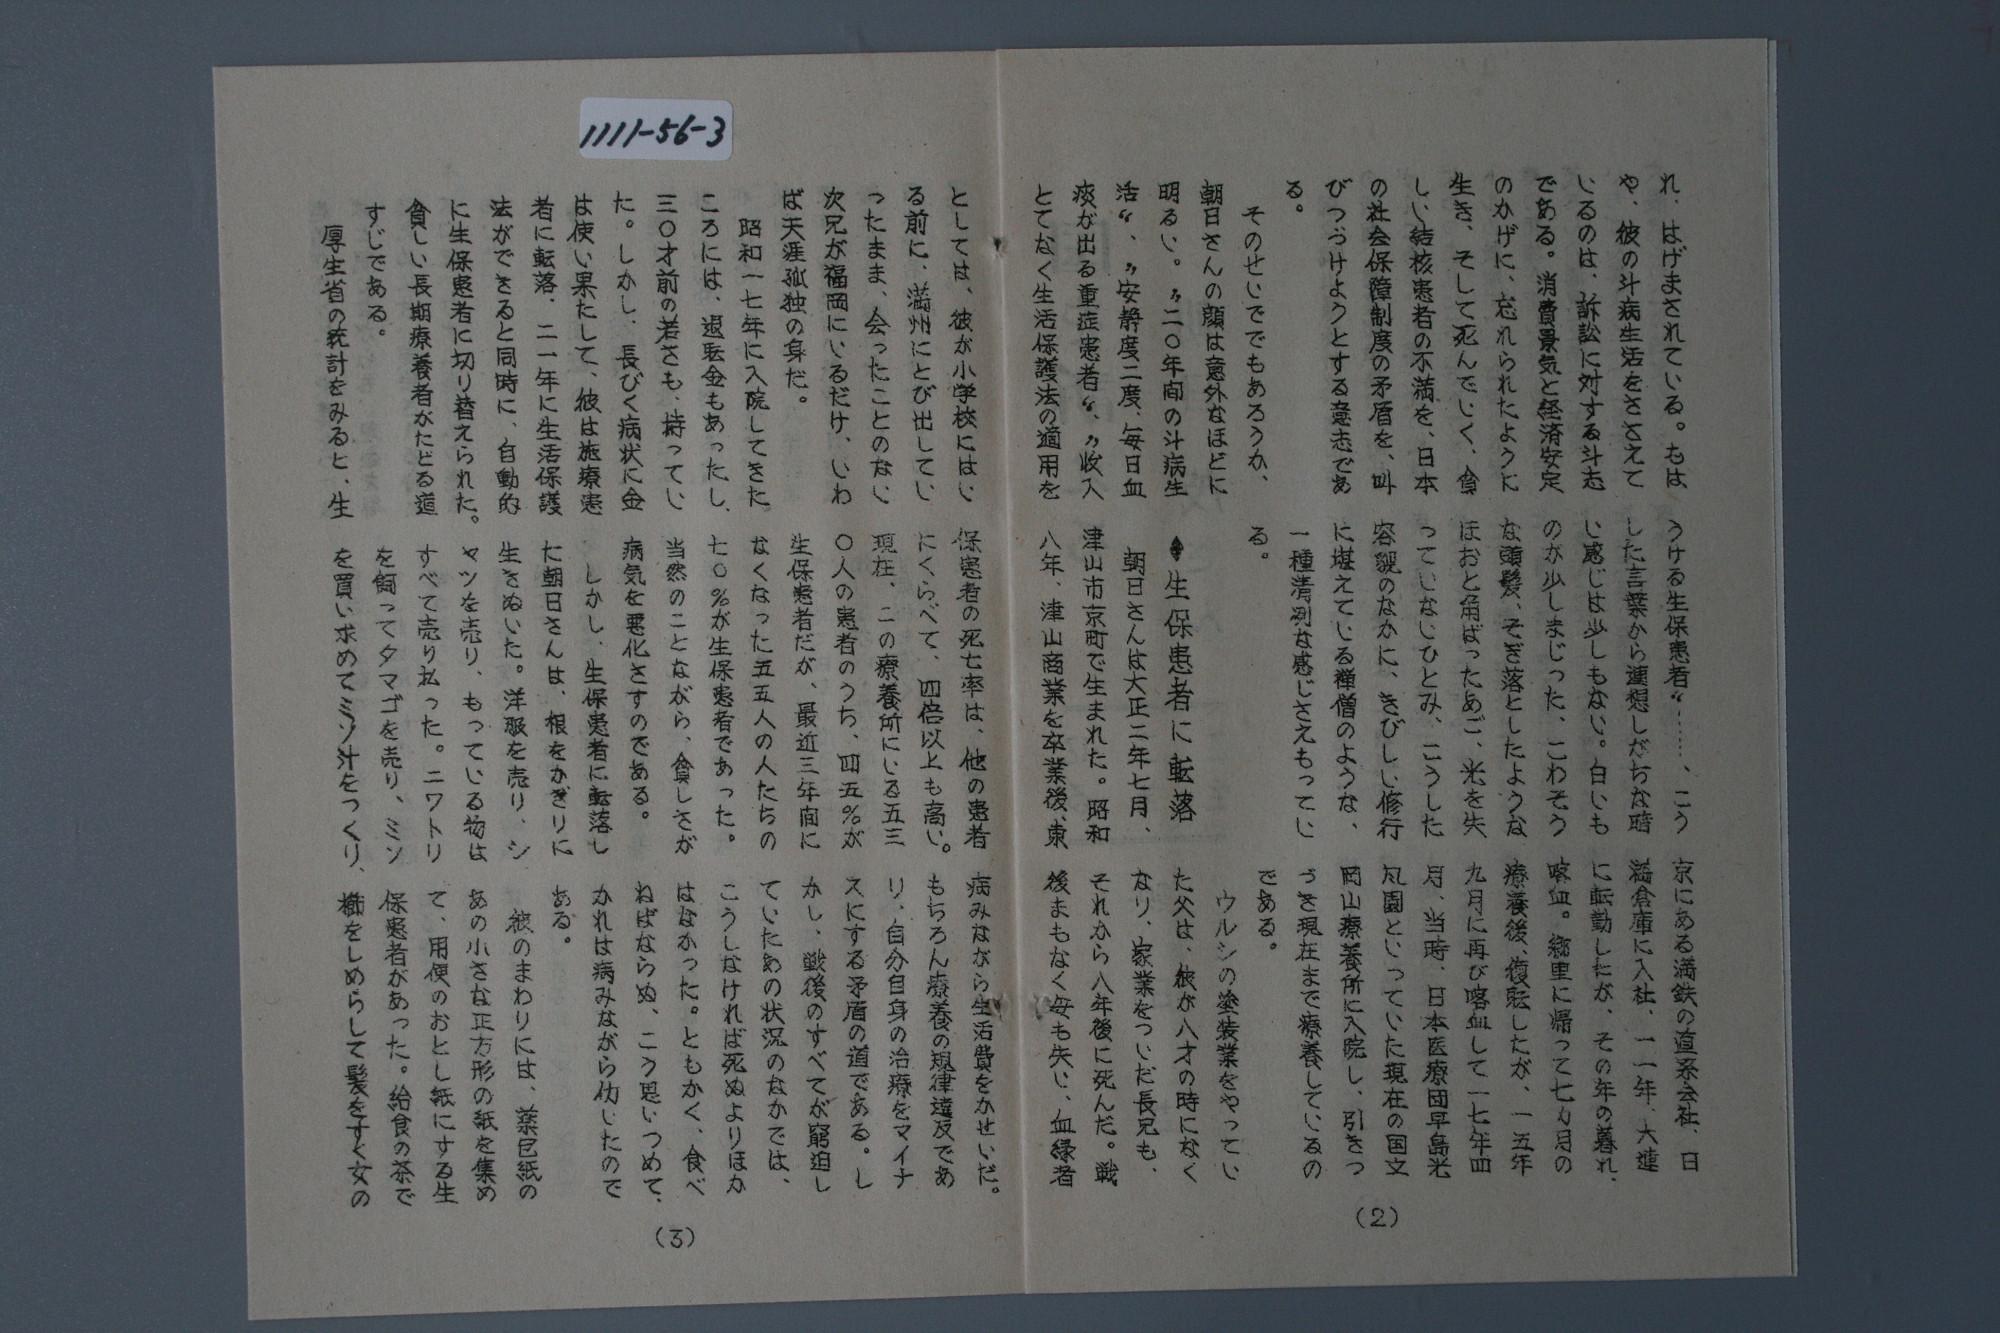 1111-56-3
れ、はげまされている。もは
や、彼の斗病生活をささえて
いるのは、訴訟に対する斗志
である。消費景気と経済安定
のかげに、忘れられたように
生き、そして死んでいく、貧
しい結核患者の不満を、日本
の社会保障制度の矛盾を、叫
びつづけようとする意志であ
る。
そのせいででもあろうか、
朝日さんの顔は意外なほどに
明るい。〃二〇年間の斗病生
活〃、〃安静度二度、毎日血
痰が出る重症患者〃、〃収入
とてなく生活保護法の適用を
うける生保患者〃……、こう
した言葉から連想しがちな暗
い感じは少しもない。白いも
のが少しまじった、こわそう
な頭髪、そぎ落としたような
ほおと角ばったあご、光を失
っていないひとみ、こうした
容貌のなかに、きびしい修行
に堪えている禅僧のような、
一種清冽な感じさえもってい
る。
♦生保患者に転落
朝日さんは大正二年七月、
津山市京町で生まれた。昭和
八年、津山商業を卒業後、東
京にある満鉄の直系会社、日
満倉庫に入社、一一年、大連
に転勤したが、その年の暮れ、
喀血。郷里に帰って七カ月の
療養後、復転したが、一五年
九月に再び喀血して一七年四
月、当時、日本医療団早島光
風園といっていた現在の国立
岡山療養所に入院し、引きつ
づき現在まで療養しているの
である。
ウルシの塗装業をやってい
た父は、彼が八才の時になく
なり、家業をついだ長兄も、
それから八年後に死んだ。戦
後まもなく母も失い、血縁者
(2)
としては、彼が小学校にはい
る前に、満州にとび出してい
ったまま、会ったことのない
次兄が福岡にいるだけ、いわ
ば天涯孤独の身だ。
昭和一七年に入院してきた
ころには、退転金もあったし、
三〇才前の若さも、持ってい
た。しかし、長びく病状に金
は使い果たして、彼は施療患
者に転落、二一年に生活保護
法ができると同時に、自動的
に生保患者に切り替えられた。
貧しい長期療養者がたどる道
すじである。
厚生省の統計をみると、生
保患者の死亡率は、他の患者
にくらべて、四倍以上も高い。
現在、この療養所にいる五三
〇人の患者のうち、四五％が
生保患者だが、最近三年間に
なくなった五五人の人たちの
七〇％が生保患者であった。
当然のことながら、貧しさが
病気を悪化さすのである。
しかし、生保患者に転落し
た朝日さんは、根をかぎりに
生きぬいた。洋服を売り、シ
ャツを売り、もっている物は
すべて売り払った。ニワトリ
を飼ってタマゴを売り、ミソ
を買い求めてミソ汁をつくり、
病みながら生活費をかせいだ。
もちろん療養の規律違反であ
り、自分自身の治療をマイナ
スにする矛盾の道である。し
かし、戦後のすべてが窮迫し
ていたあの状況のなかでは、
こうしなければ死ぬよりほか
はなかった。ともかく、食べ
ねばならぬ、こう思いつめて、
かれは病みながら仂いたので
ある。
彼のまわりには、薬包紙の
あの小さな正方形の紙を集め
て、用便のおとし紙にする生
保患者があった。給食の茶で
櫛をしめらして髪をすく女の
(3)